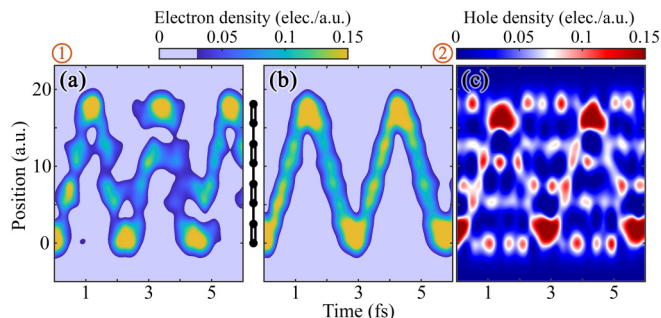 Electron density (elec./a.u.) Hole density (elec./a.u.)
① 0 0.05 0.1 0.15 ② 0 0.05 0.1 0.15
(a) (b) (c)
20
10
0
Position (a.u.)
1 3 5 1 3 5 1 3 5
Time (fs)